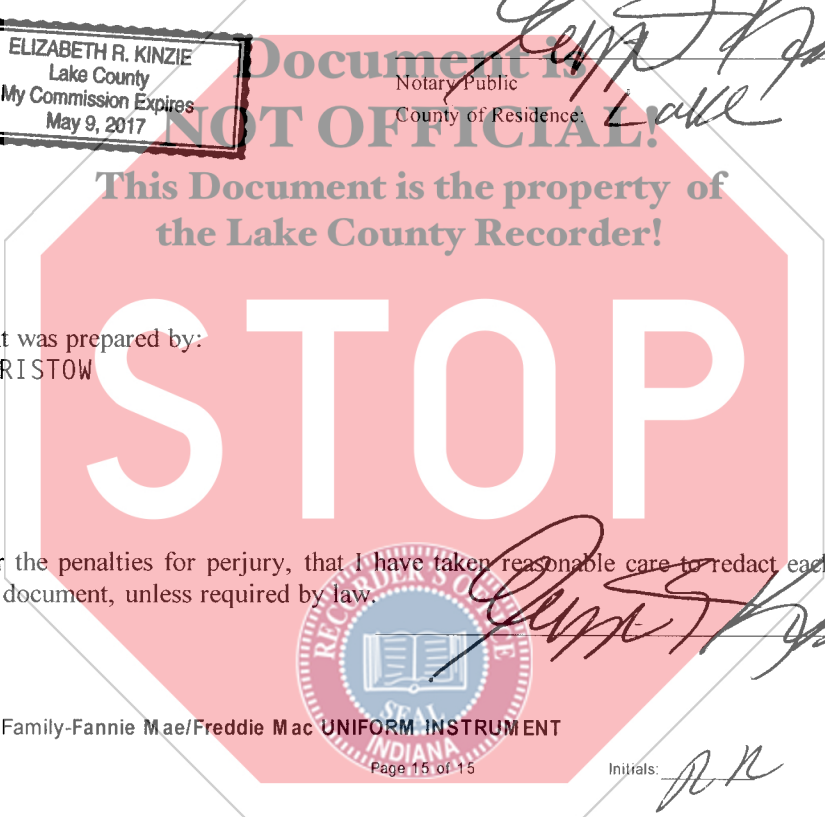 ELIZABETH R. KINZIE
Lake County
My Commission Expires
May 9, 2017
Document is
NOT OFFICIAL!
This Document is the property of
the Lake County Recorder!
Notary Public
County of Residence: Lake
STOP
t was prepared by:
RISTOW
r the penalties for perjury, that I have taken reasonable care to redact each
document, unless required by law.
RECORDER'S OFFICE
SEAL
INDIANA
Family-Fannie Mae/Freddie Mac UNIFORM INSTRUMENT
Page 15 of 15
Initials: